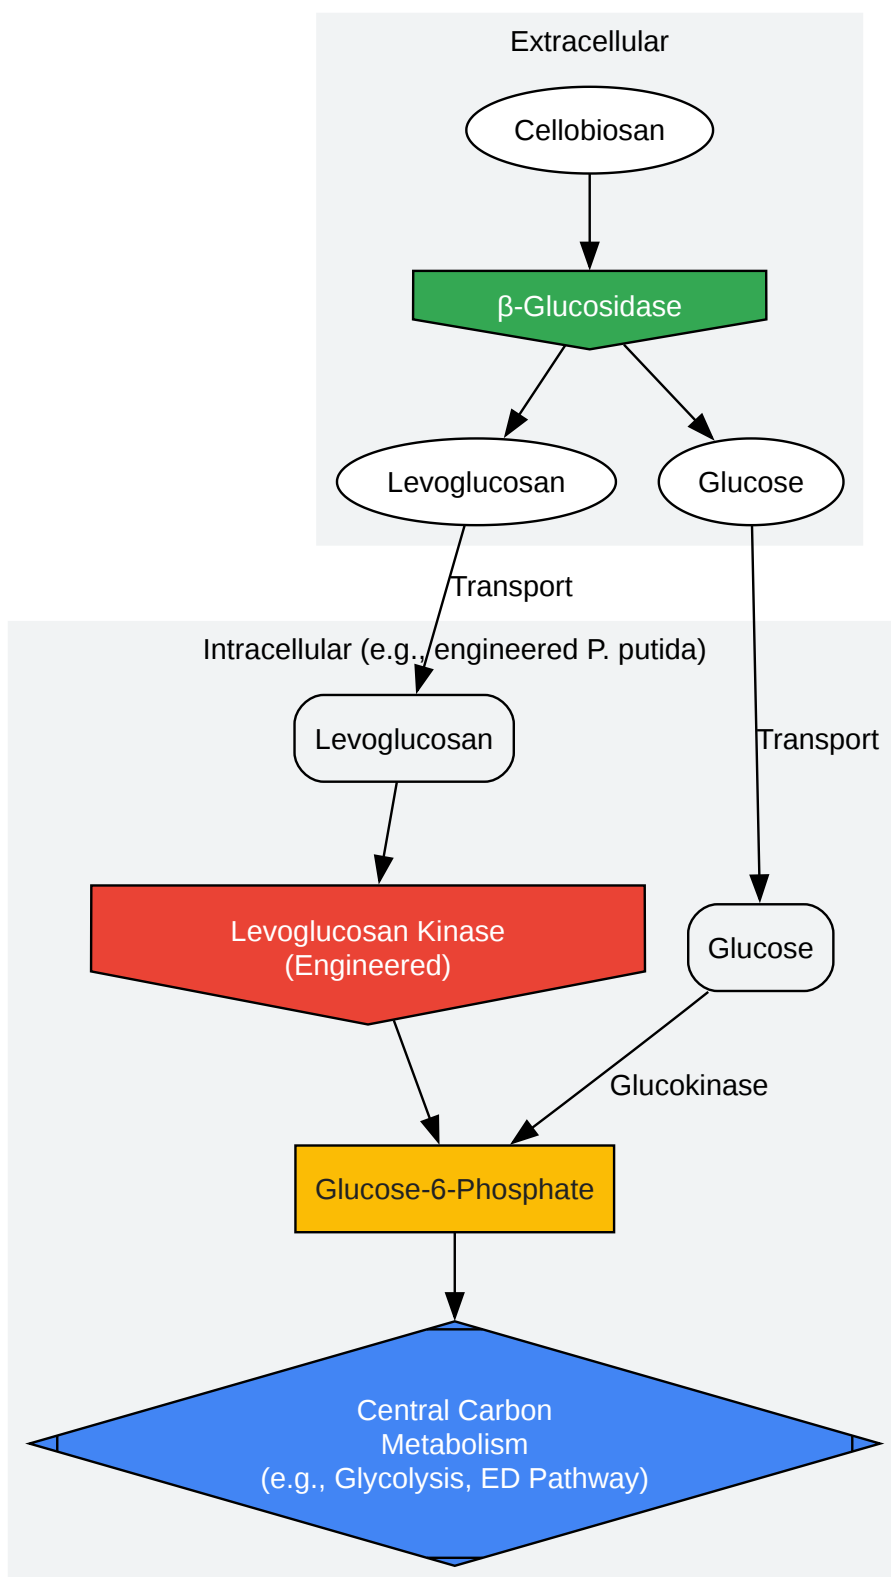 Extracellular
Cellobiosan
β-Glucosidase
Levoglucosan
Glucose
Transport
Intracellular (e.g., engineered P. putida)
Levoglucosan
Transport
Levoglucosan Kinase
(Engineered)
Glucose
Glucokinase
Glucose-6-Phosphate
Central Carbon
Metabolism
(e.g., Glycolysis, ED Pathway)